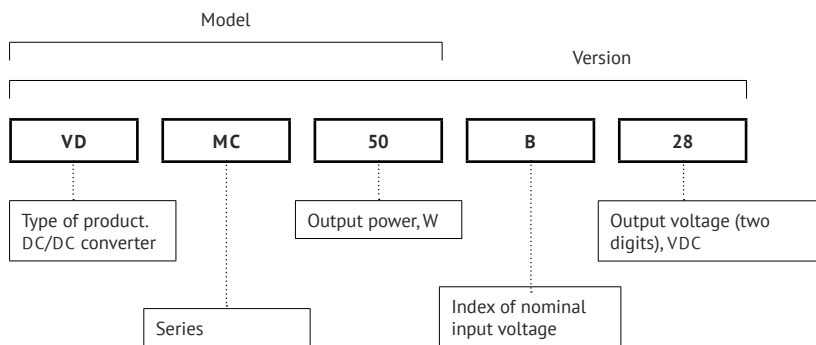 Model
Version
VD MC 50 B 28
Type of product.
DC/DC converter
Output power, W
Output voltage (two
digits), VDC
Series
Index of nominal
input voltage